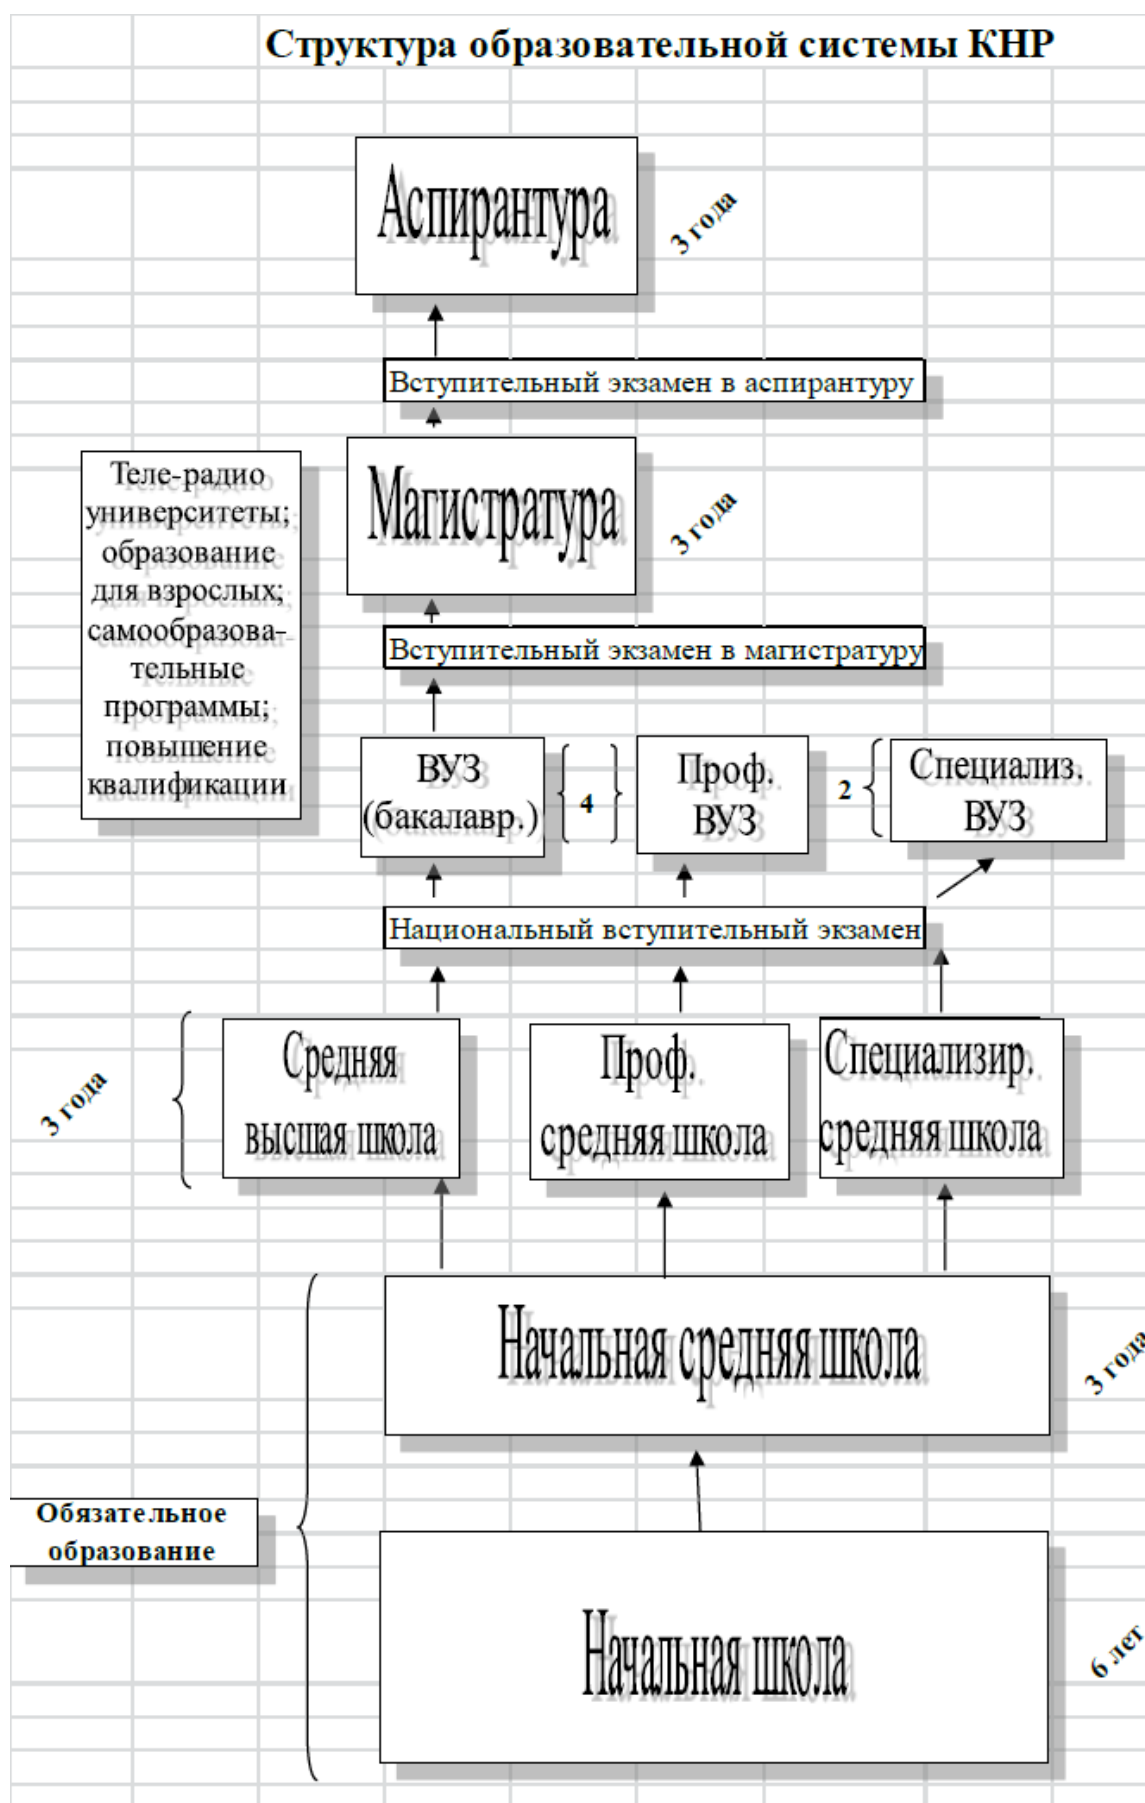 Структура образовательной системы КНР
Аспирантура
3 года
Вступительный экзамен в аспирантуру
Теле-радио
университеты;
образование
для взрослых;
самообразова-
тельные
программы;
повышение
квалификации
Магистратура
3 года
Вступительный экзамен в магистратуру
ВУЗ
(бакалавр.)
4
Проф.
ВУЗ
2
Специализ.
ВУЗ
Национальный вступительный экзамен
3 года
Средняя
высшая школа
Проф.
средняя школа
Специализир.
средняя школа
Начальная средняя школа
3 года
Обязательное
образование
Начальная школа
6 лет